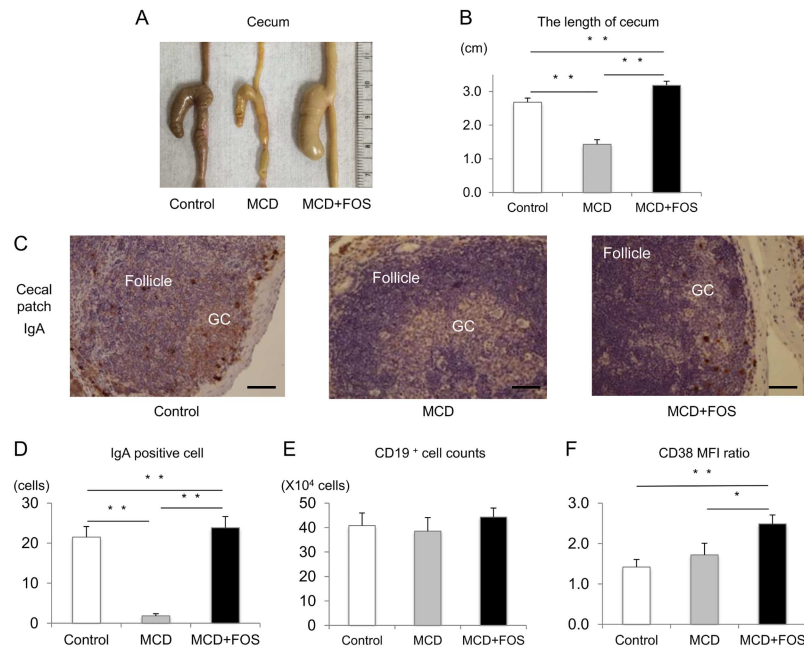 A
Cecum
Control
MCD
MCD+FOS
B
The length of cecum
(cm)
* *
* *
* *
3.0
2.0
1.0
0.0
Control
MCD
MCD+FOS
C
Cecal
patch
IgA
Follicle
GC
Control
Follicle
GC
MCD
Follicle
GC
MCD+FOS
D
IgA positive cell
(cells)
* *
* *
* *
30
20
10
0
Control
MCD
MCD+FOS
E
CD19 + cell counts
(X10⁴ cells)
50
40
30
20
10
0
Control
MCD
MCD+FOS
F
CD38 MFI ratio
* *
*
3.0
2.0
1.0
0.0
Control
MCD
MCD+FOS